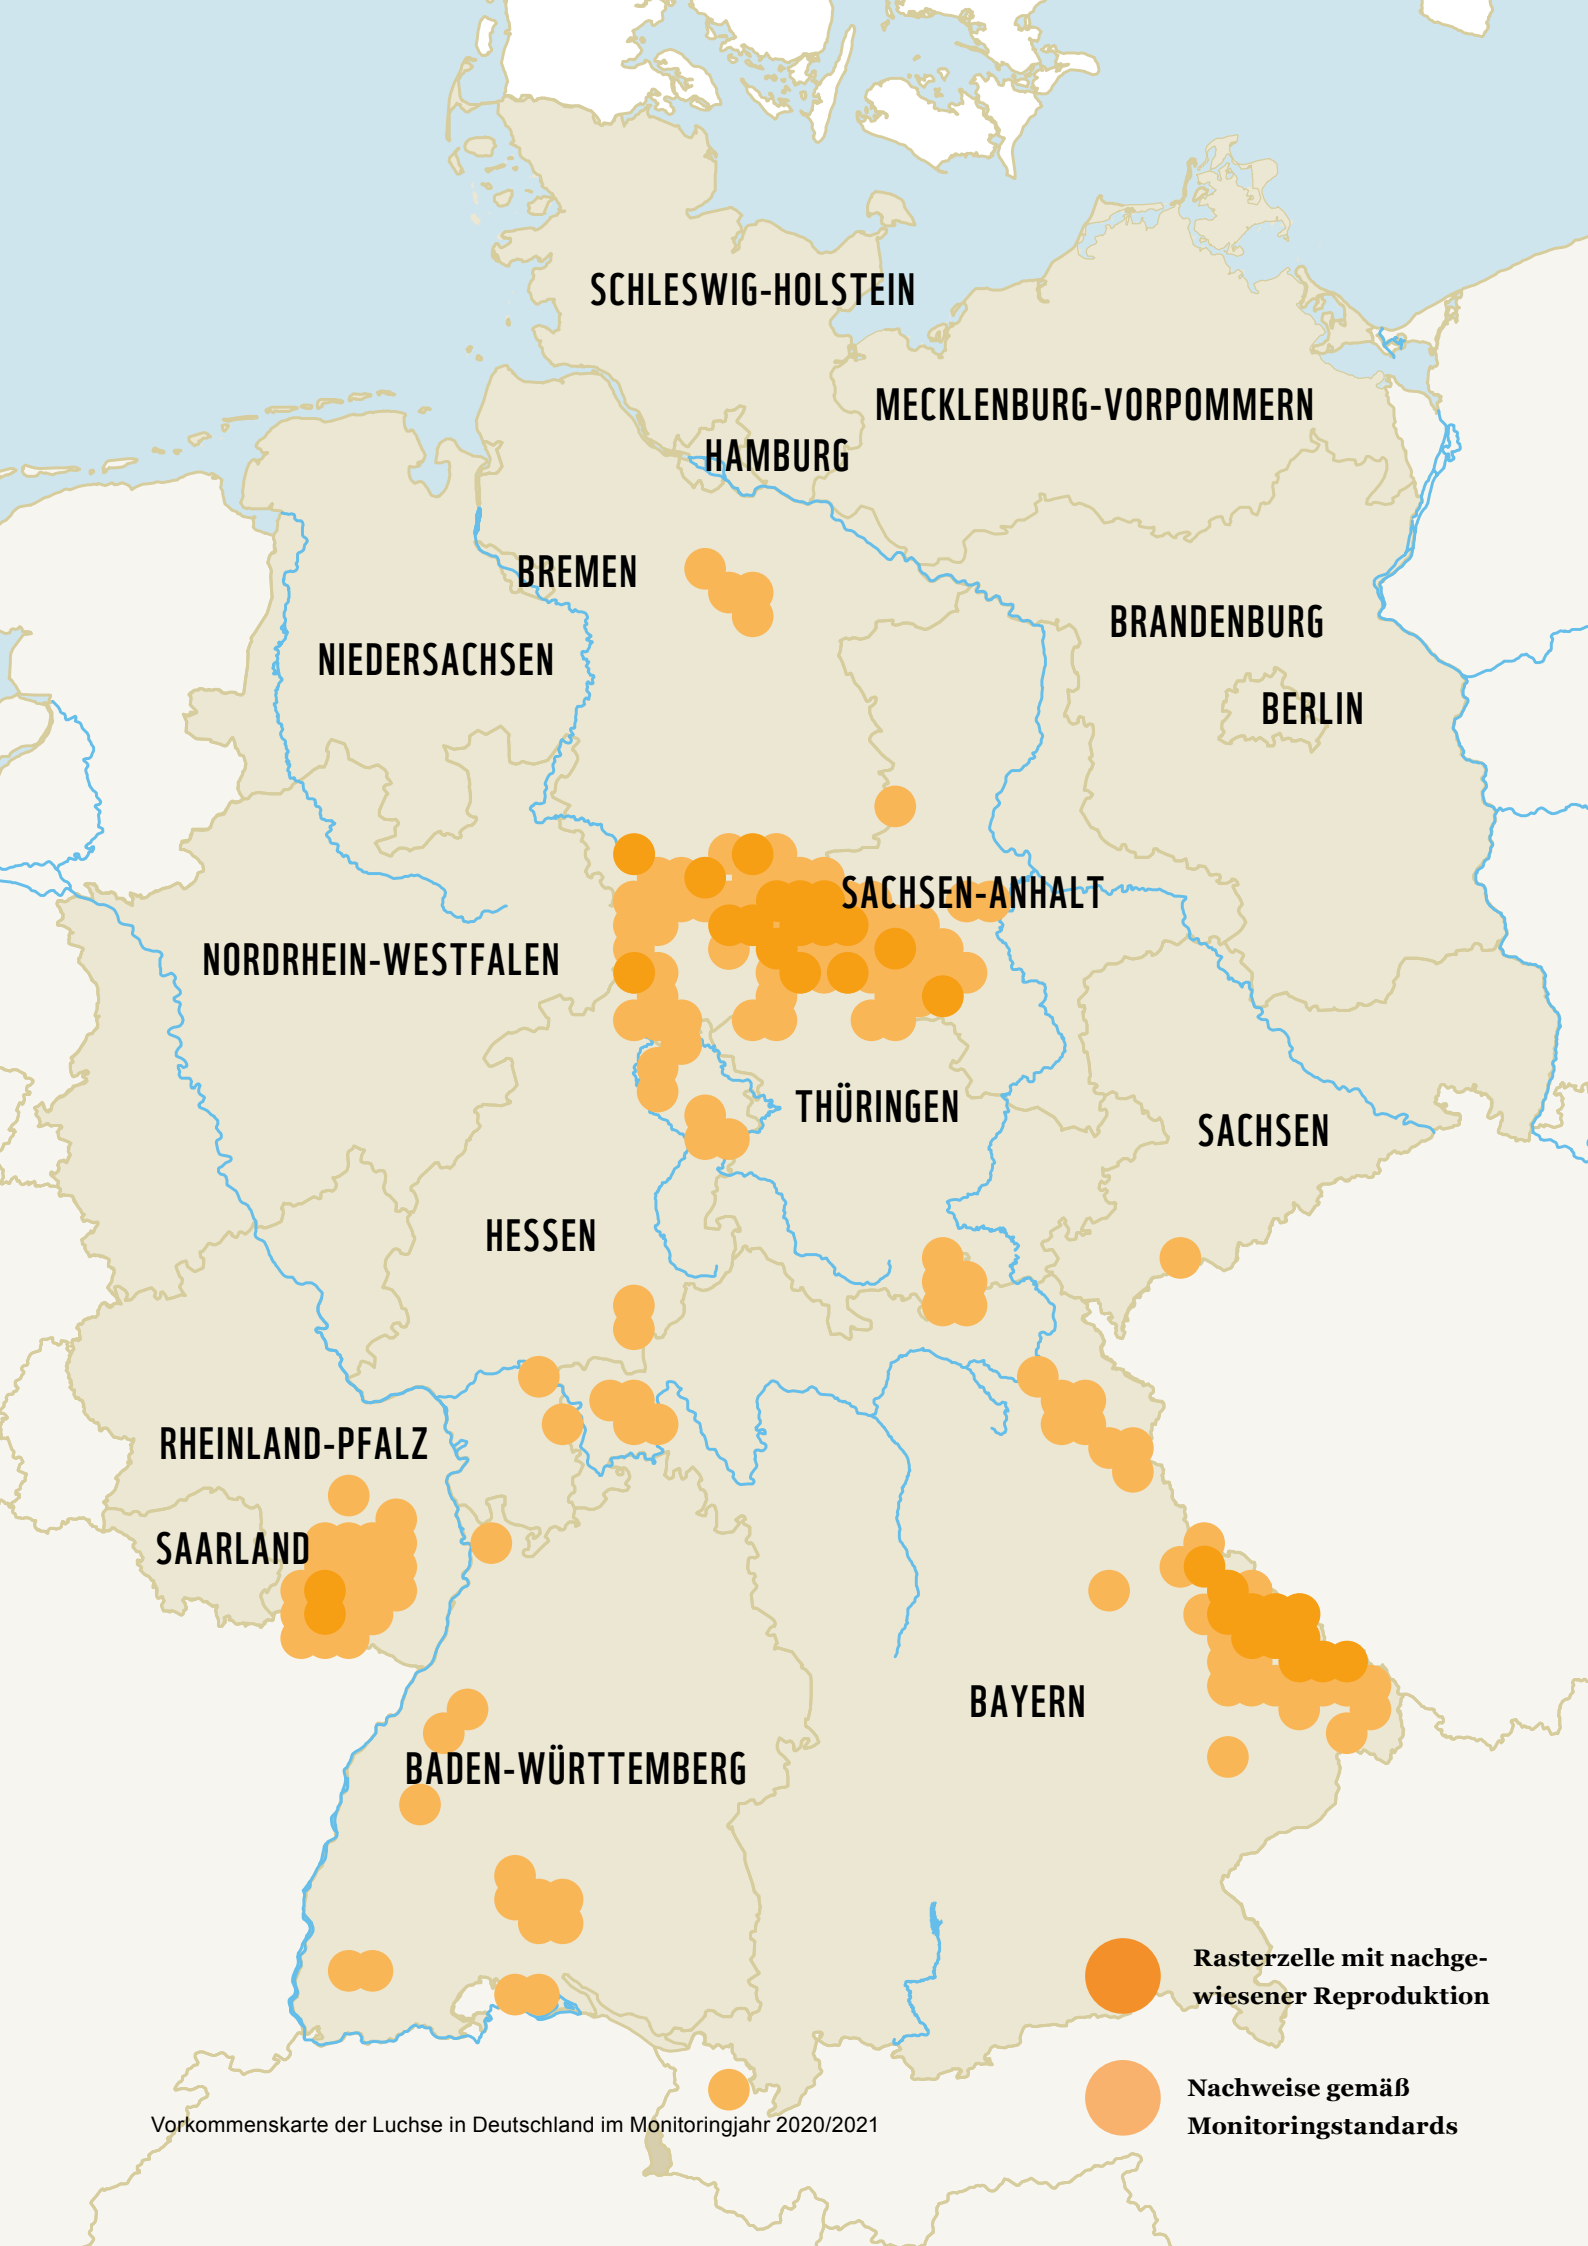 SCHLESWIG-HOLSTEIN
MECKLENBURG-VORPOMMERN
HAMBURG
BREMEN
BRANDENBURG
NIEDERSACHSEN
BERLIN
SACHSEN-ANHALT
NORDRHEIN-WESTFALEN
THÜRINGEN
SACHSEN
HESSEN
RHEINLAND-PFALZ
SAARLAND
BAYERN
BADEN-WÜRTTEMBERG
Rasterzelle mit nachge-
wiesener Reproduktion
Nachweise gemäß
Monitoringstandards
Vorkommenskarte der Luchse in Deutschland im Monitoringjahr 2020/2021